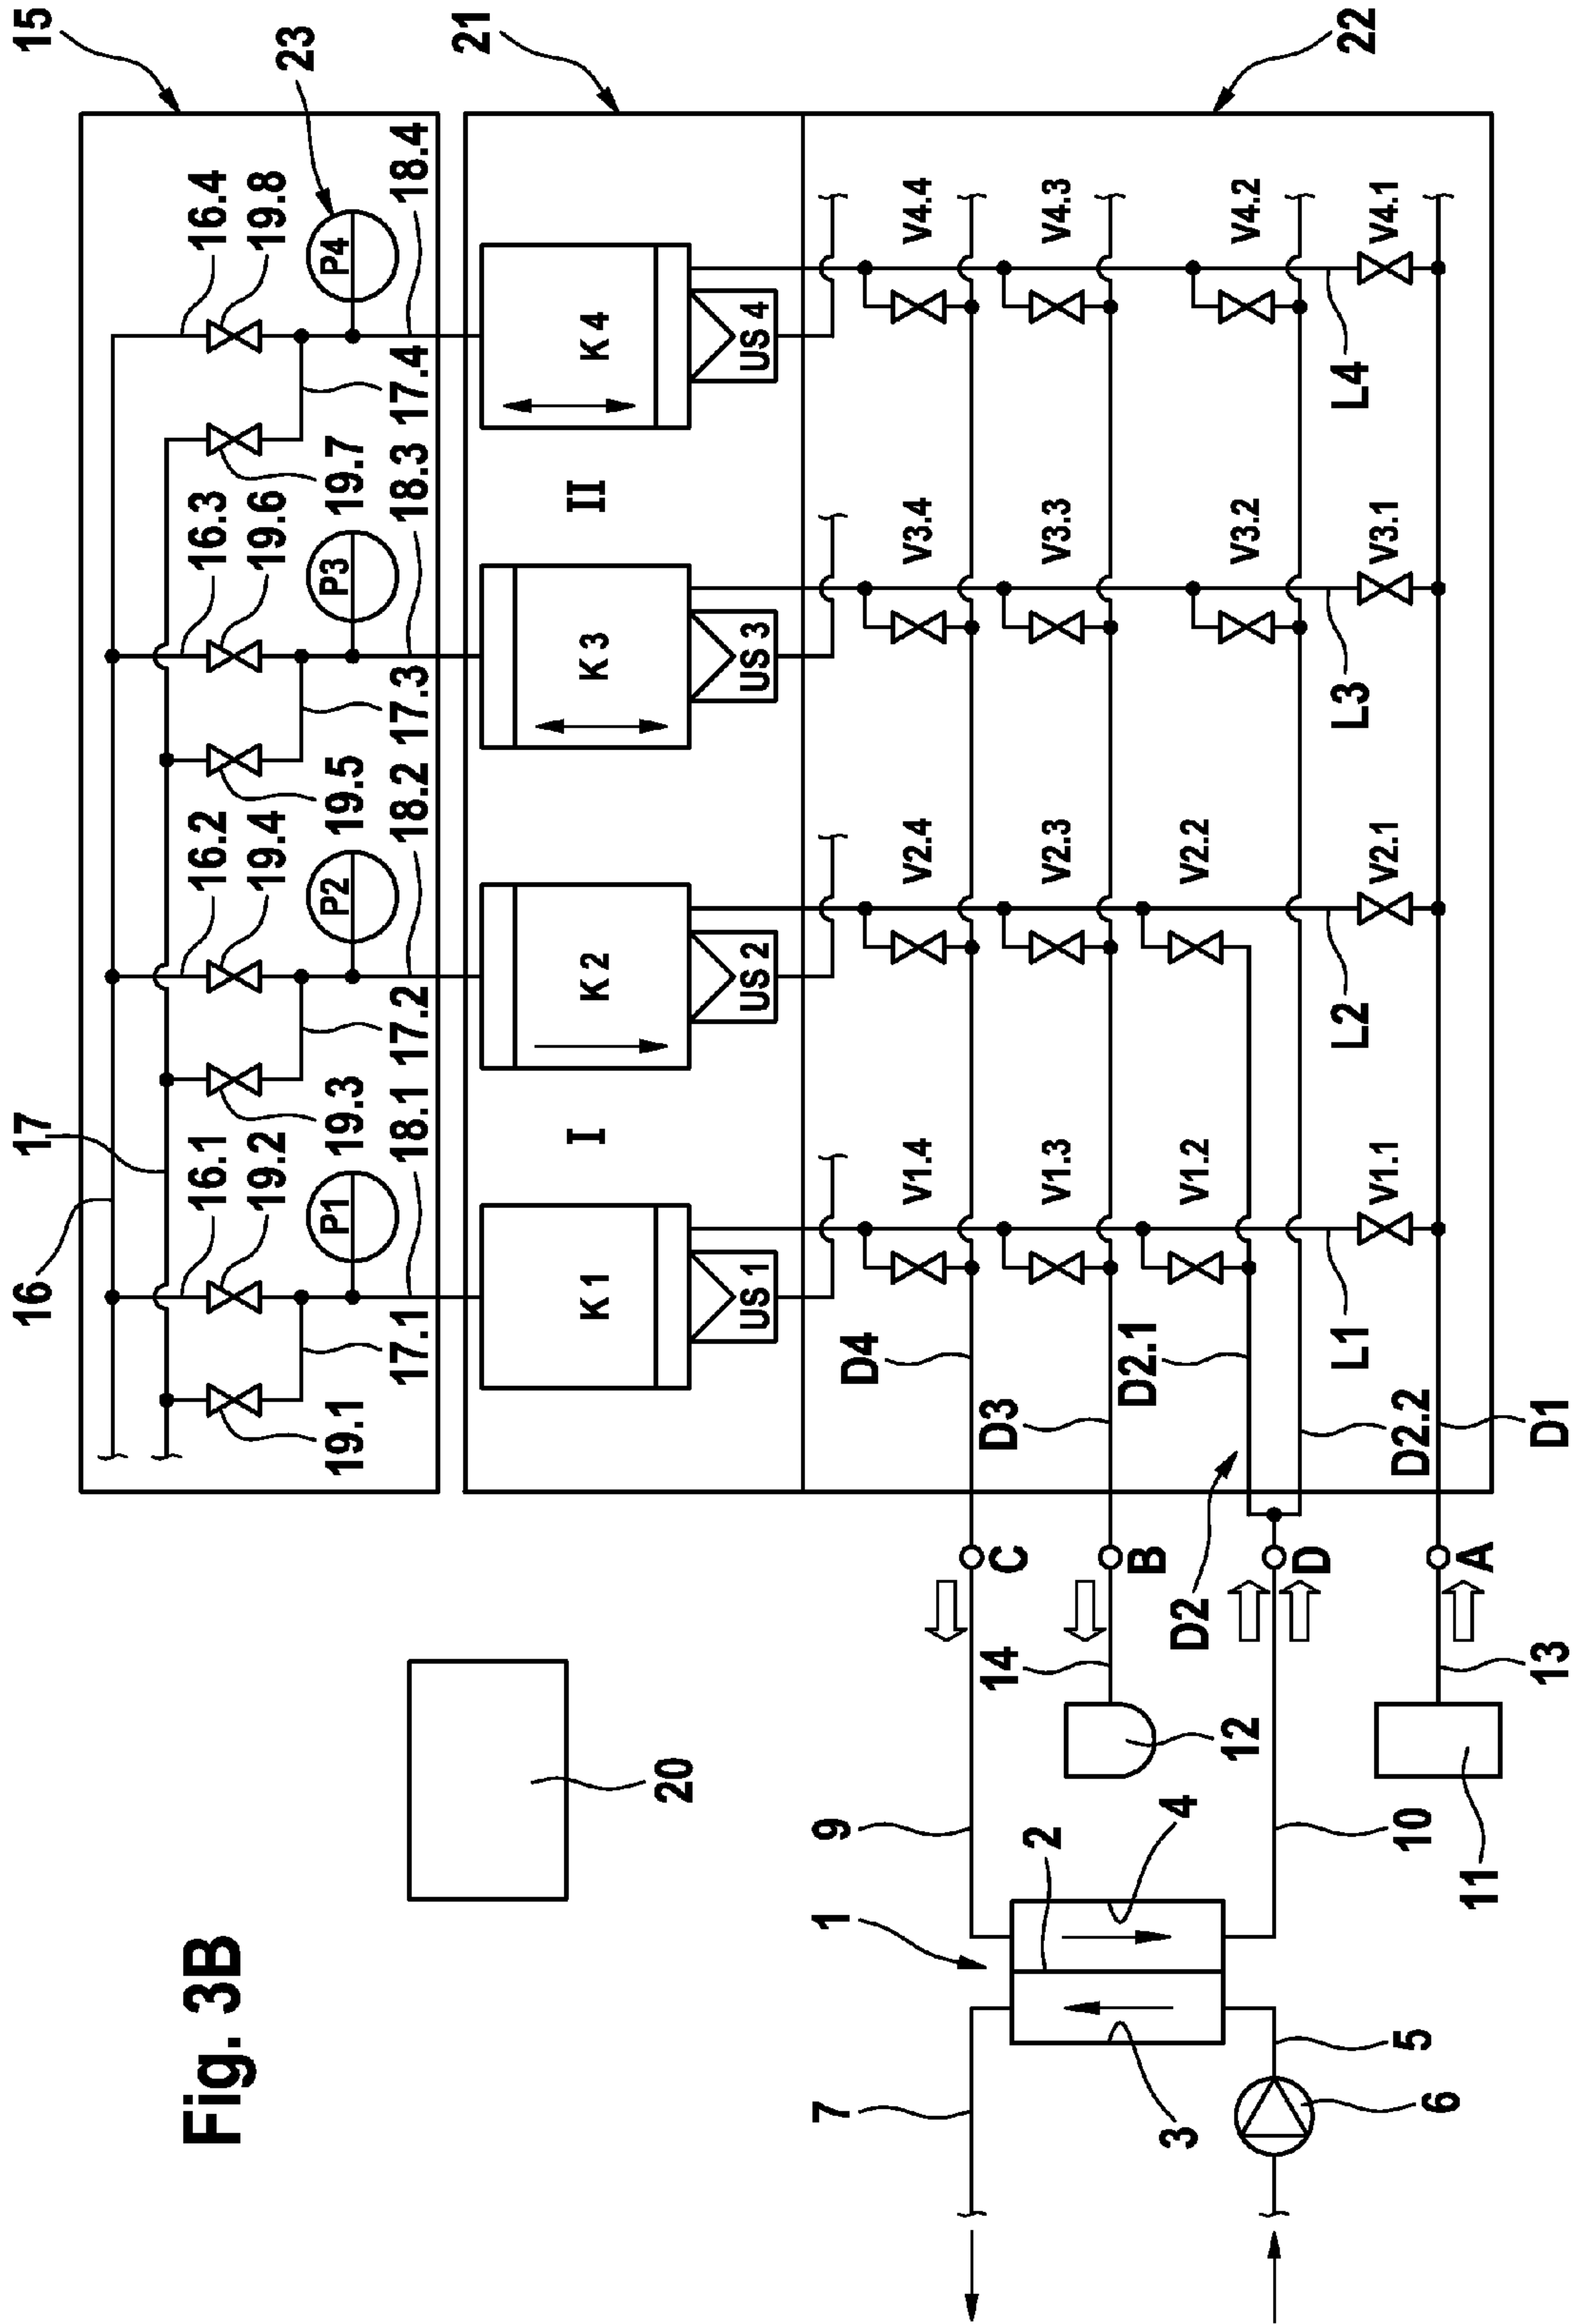 Fig. 3B
15
16
17
23
16.1
16.2
16.3
16.4
19.2
19.4
19.6
19.8
19.1
19.3
19.5
19.7
P1
P2
P3
P4
17.1
18.1
17.2
18.2
17.3
18.3
17.4
18.4
21
20
K 1
I
K 2
K 3
II
K 4
US 1
US 2
US 3
US 4
22
7
1
9
D4
V1.4
V2.4
V3.4
V4.4
C
2
14
B
D3
V1.3
V2.3
V3.3
V4.3
3
4
12
D2
D2.1
V1.2
V2.2
V3.2
V4.2
D
5
6
10
D2.2
L1
L2
L3
L4
V1.1
V2.1
V3.1
V4.1
11
13
A
D1